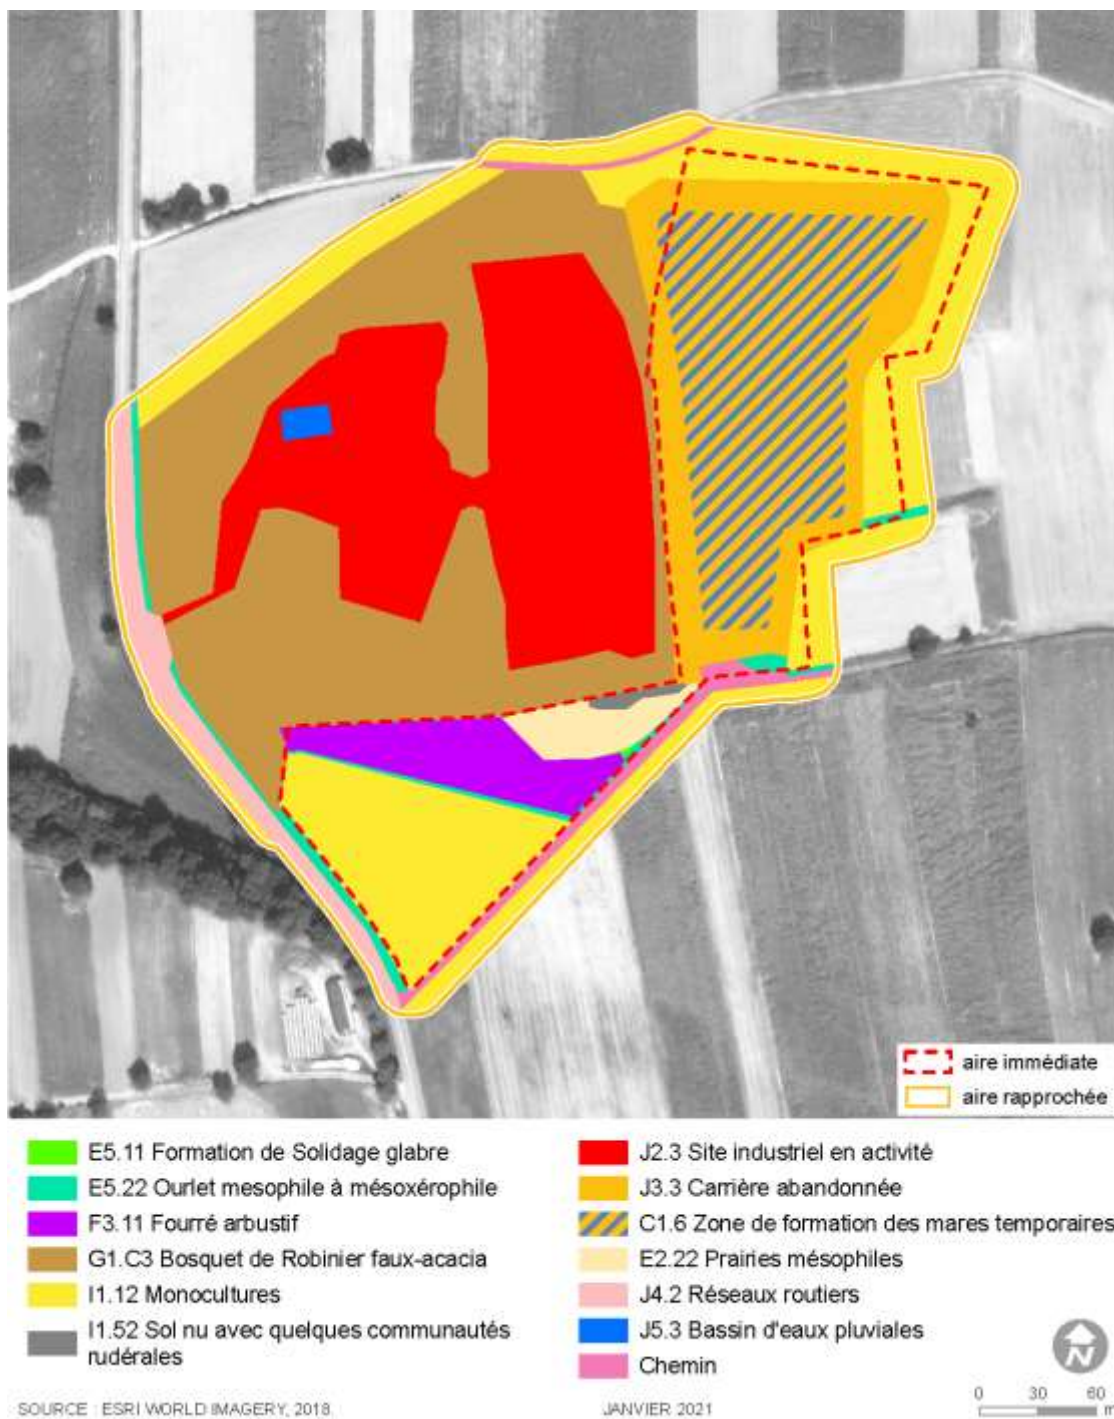 aire immédiate
aire rapprochée
E5.11 Formation de Solidage glabre
E5.22 Ourlet mesophile à mésoxérophile
F3.11 Fourré arbustif
G1.C3 Bosquet de Robinier faux-acacia
I1.12 Monocultures
I1.52 Sol nu avec quelques communautés
rudérales
J2.3 Site industriel en activité
J3.3 Carrière abandonnée
C1.6 Zone de formation des mares temporaires
E2.22 Prairies mésophiles
J4.2 Réseaux routiers
J5.3 Bassin d'eaux pluviales
Chemin
N
0 30 60
m
SOURCE : ESRI WORLD IMAGERY, 2018.
JANVIER 2021